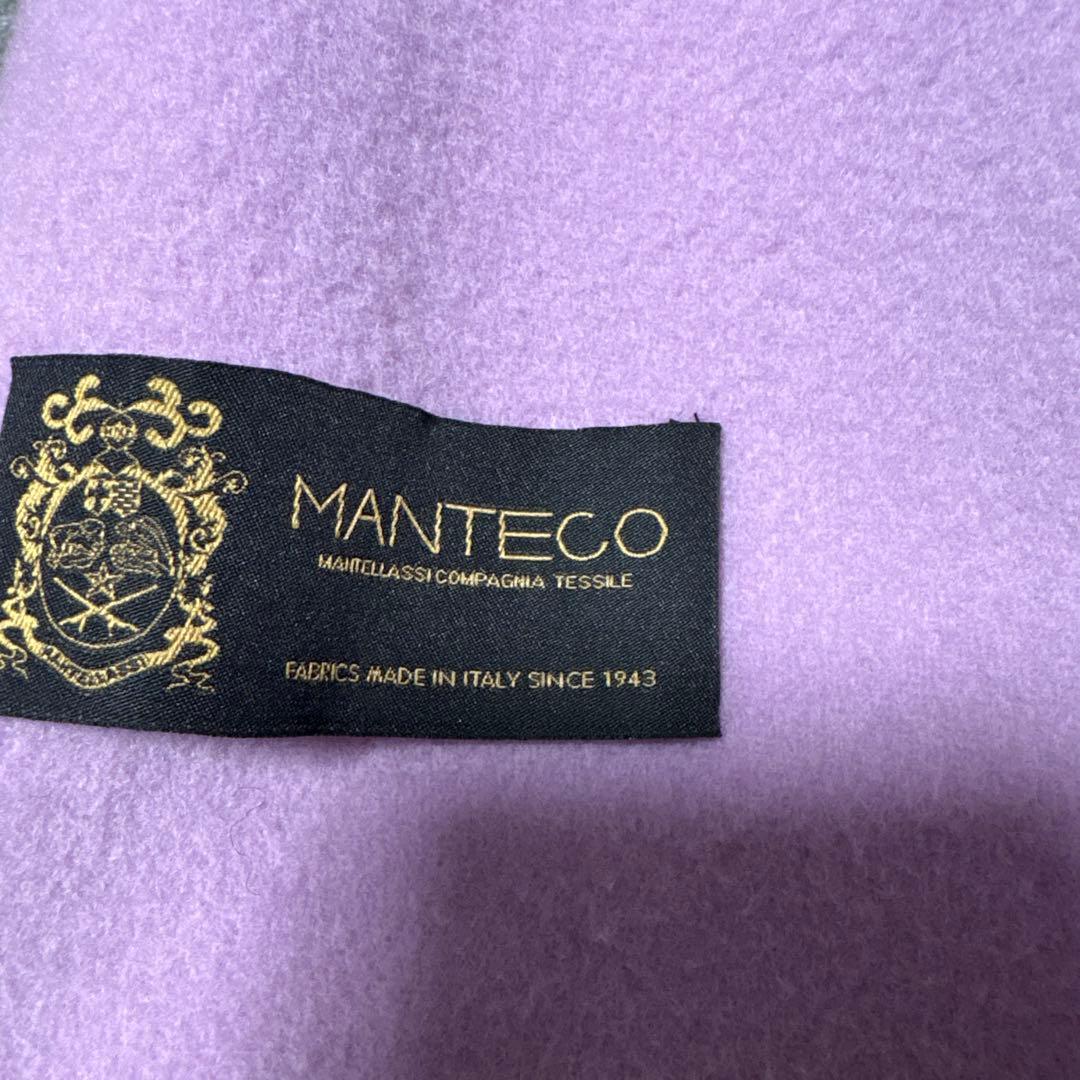 MANTECO
MANTELLASSI COMPAGNIA TESSILE
FABRICS MADE IN ITALY SINCE 1943